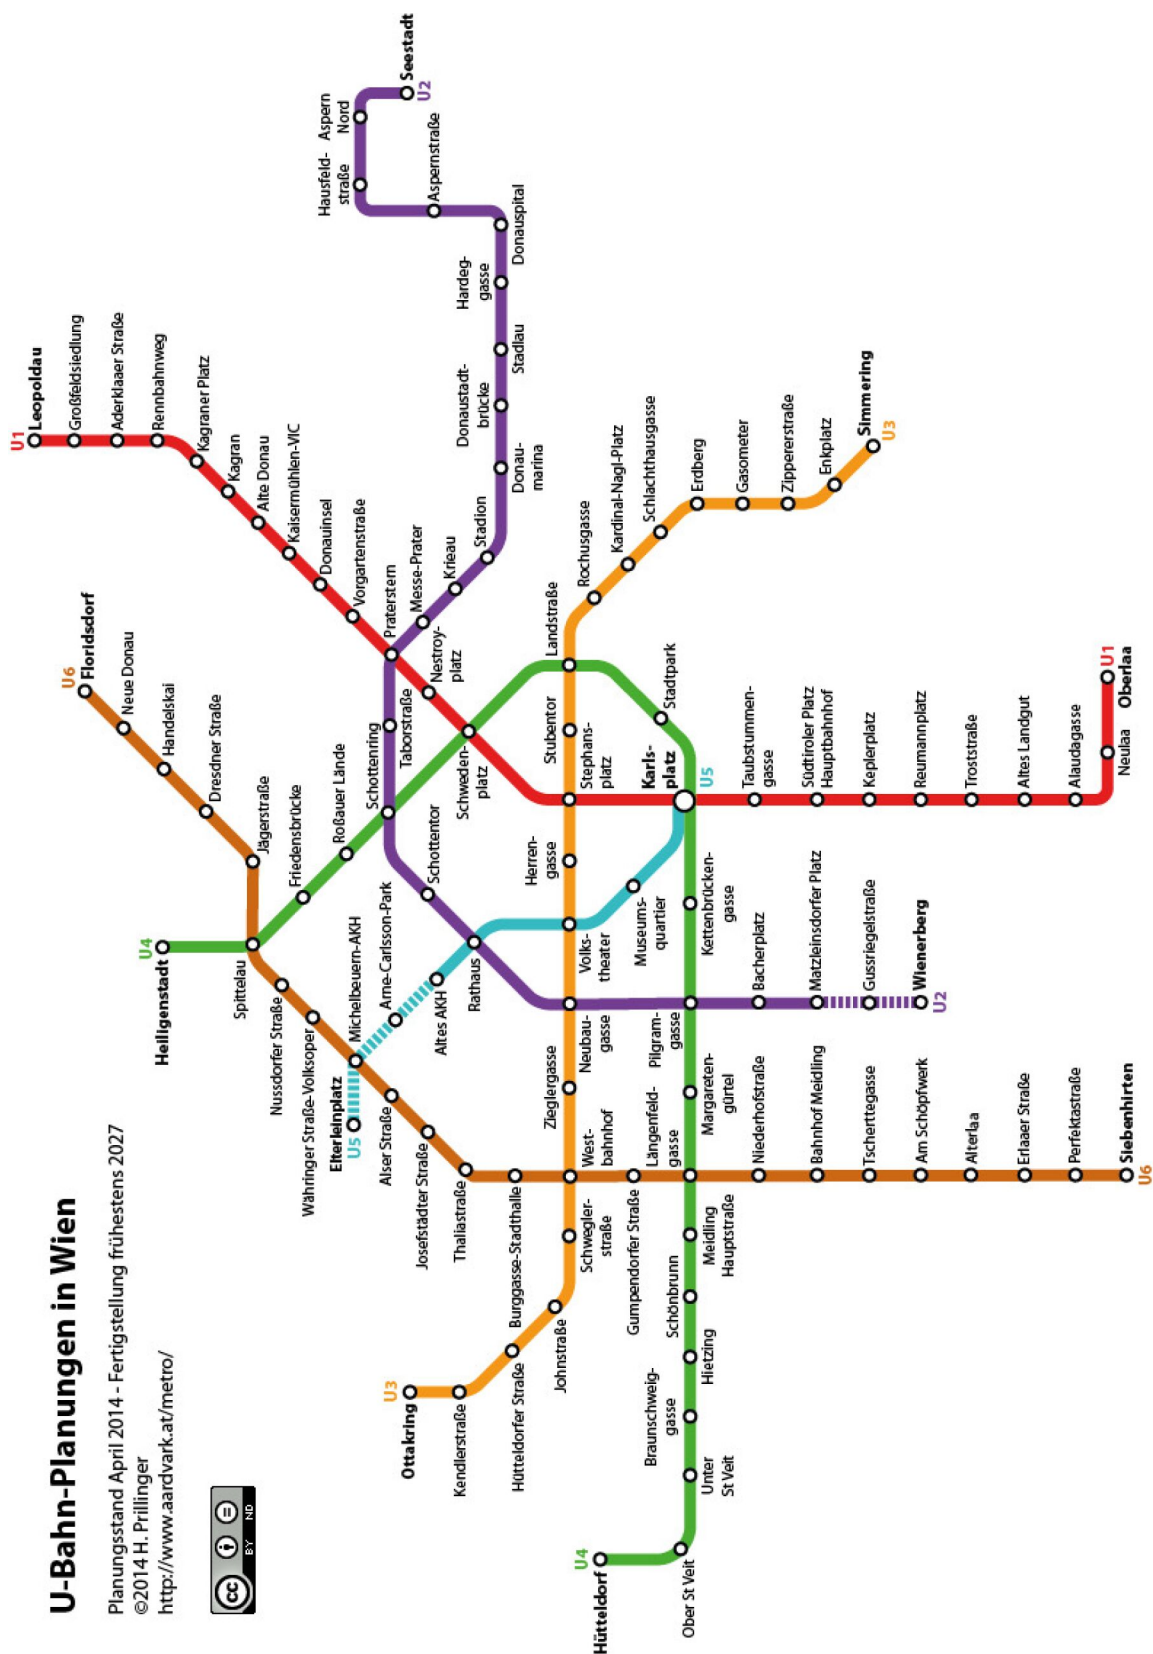 U-Bahn-Planungen in Wien
Planungsstand April 2014 - Fertigstellung frühestens 2027
©2014 H. Prillinger
http://www.aardvark.at/metro/
cc
BY ND
U1
Leopoldau
Großfeldsiedlung
Aderklaaer Straße
Rennbahnweg
Kagraner Platz
Kagran
Alte Donau
Kaisermühlen-VIC
Donauinsel
Vorgartenstraße
Praterstern
Nestroy-
platz
Schweden-
platz
Stephans-
platz
Karls-
platz
U5
Taubstummen-
gasse
Südtiroler Platz
Hauptbahnhof
Keplerplatz
Reumannplatz
Troststraße
Altes Landgut
Alaudagasse
Neulaa
Oberlaa
U1
U2
Seestadt
Aspern
Nord
Hausfeld-
straße
Aspernstraße
Donauspital
Hardeg-
gasse
Stadlau
Donaustadt-
brücke
Donau-
marina
Stadion
Krieau
Messe-Prater
Taborstraße
Schottenring
Schottentor
Rathaus
Neubau-
gasse
Pilgram-
gasse
Bacherplatz
Matzleinsdorfer Platz
Gussriegelstraße
Wienerberg
U2
U3
Ottakring
Kendlerstraße
Hütteldorfer Straße
Johnstraße
Schwegler-
straße
West-
bahnhof
Zieglergasse
Volks-
theater
Herren-
gasse
Stubentor
Landstraße
Rochusgasse
Kardinal-Nagl-Platz
Schlachthausgasse
Erdberg
Gasometer
Zippererstraße
Enkplatz
Simmering
U3
U4
Heiligenstadt
Spittelau
Friedensbrücke
Roßauer Lände
Stadtpark
Kettenbrücken-
gasse
Margareten-
gürtel
Längenfeld-
gasse
Meidling
Hauptstraße
Schönbrunn
Hietzing
Braunschweig-
gasse
Unter
St Veit
Ober St Veit
Hütteldorf
U4
U5
Elterleinplatz
Michelbeuern-AKH
Arne-Carlsson-Park
Altes AKH
Museums-
quartier
U6
Floridsdorf
Neue Donau
Handelskai
Dresdner Straße
Jägerstraße
Nussdorfer Straße
Währinger Straße-Volksoper
Alser Straße
Josefstädter Straße
Thaliastraße
Burggasse-Stadthalle
Gumpendorfer Straße
Niederhofstraße
Bahnhof Meidling
Tscherttegasse
Am Schöpfwerk
Alterlaa
Erlaaer Straße
Perfektastraße
Siebenhirten
U6